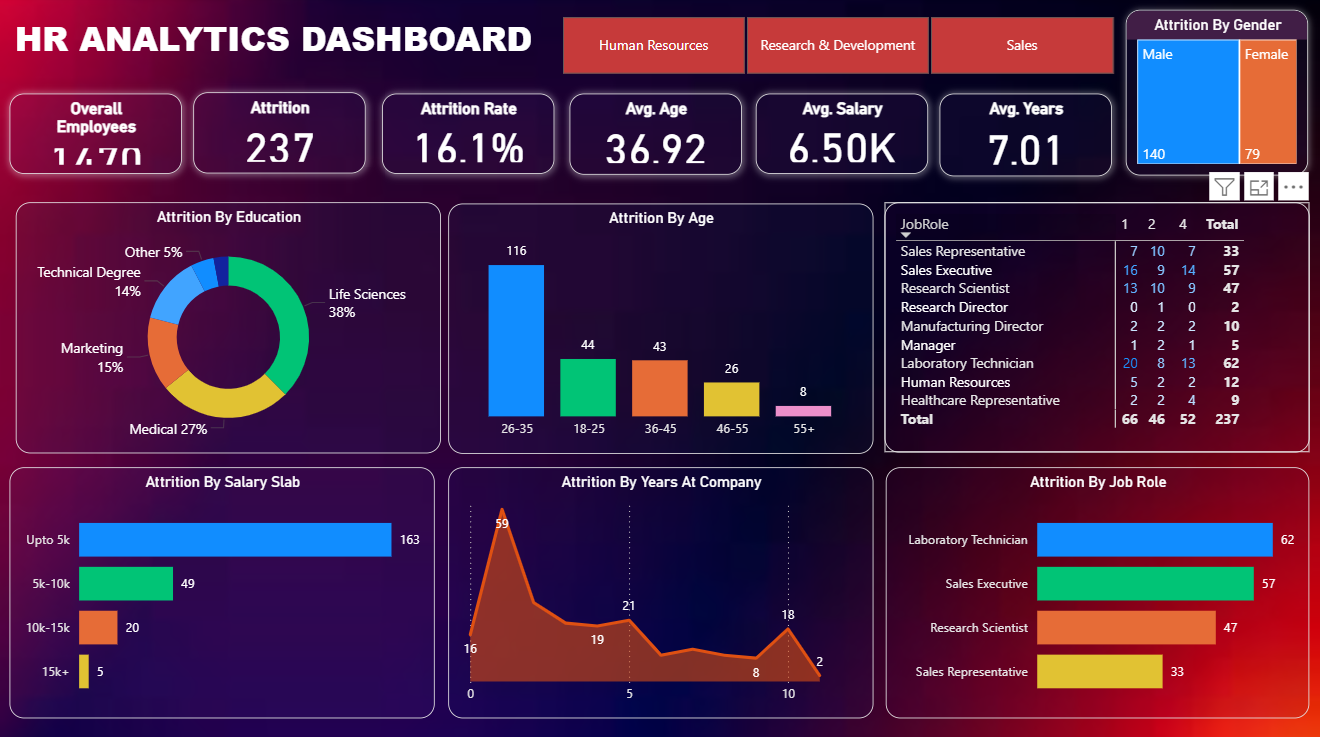 HR ANALYTICS DASHBOARD
Human Resources
Research & Development
Sales
Attrition By Gender
Male
Female
140
79
Overall
Employees
1470
Attrition
237
Attrition Rate
16.1%
Avg. Age
36.92
Avg. Salary
6.50K
Avg. Years
7.01
Attrition By Education
Other 5%
Technical Degree
14%
Life Sciences
38%
Marketing
15%
Medical 27%
Attrition By Age
116
44
43
26
8
26-35
18-25
36-45
46-55
55+
JobRole 1 2 4 Total
Sales Representative 7 10 7 33
Sales Executive 16 9 14 57
Research Scientist 13 10 9 47
Research Director 0 1 0 2
Manufacturing Director 2 2 2 10
Manager 1 2 1 5
Laboratory Technician 20 8 13 62
Human Resources 5 2 2 12
Healthcare Representative 2 2 4 9
Total 66 46 52 237
Attrition By Salary Slab
Upto 5k 163
5k-10k 49
10k-15k 20
15k+ 5
Attrition By Years At Company
59
16
19
21
8
18
2
0
5
10
Attrition By Job Role
Laboratory Technician 62
Sales Executive 57
Research Scientist 47
Sales Representative 33